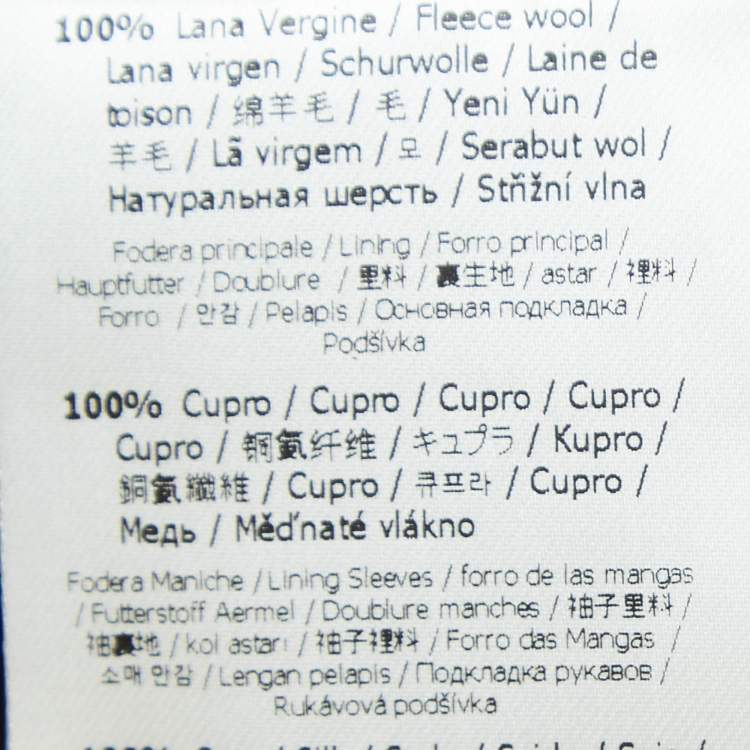 100% Lana Vergine / Fleece wool /
Lana virgen / Schurwolle / Laine de
toison / 绵羊毛 / 毛 / Yeni Yün /
羊毛 / Lã virgem / 모 / Serabut wol /
Натуральная шерсть / Střižní vlna
Fodera principale / Lining / Forro principal /
Hauptfutter / Doublure / 里料 / 裏生地 / astar / 裡料 /
Forro / 안감 / Pelapis / Основная подкладка /
Podšívka
100% Cupro / Cupro / Cupro / Cupro /
Cupro / 铜氨纤维 / キュプラ / Kupro /
銅氨纖維 / Cupro / 큐프라 / Cupro /
Медь / Měďnaté vlákno
Fodera Maniche / Lining Sleeves / forro de las mangas
/ Futterstoff Aermel / Doublure manches / 袖子里料 /
袖裏地 / kol astarı / 袖子裡料 / Forro das Mangas /
소매 안감 / Lengan pelapis / Подкладка рукавов /
Rukávová podšívka
100%